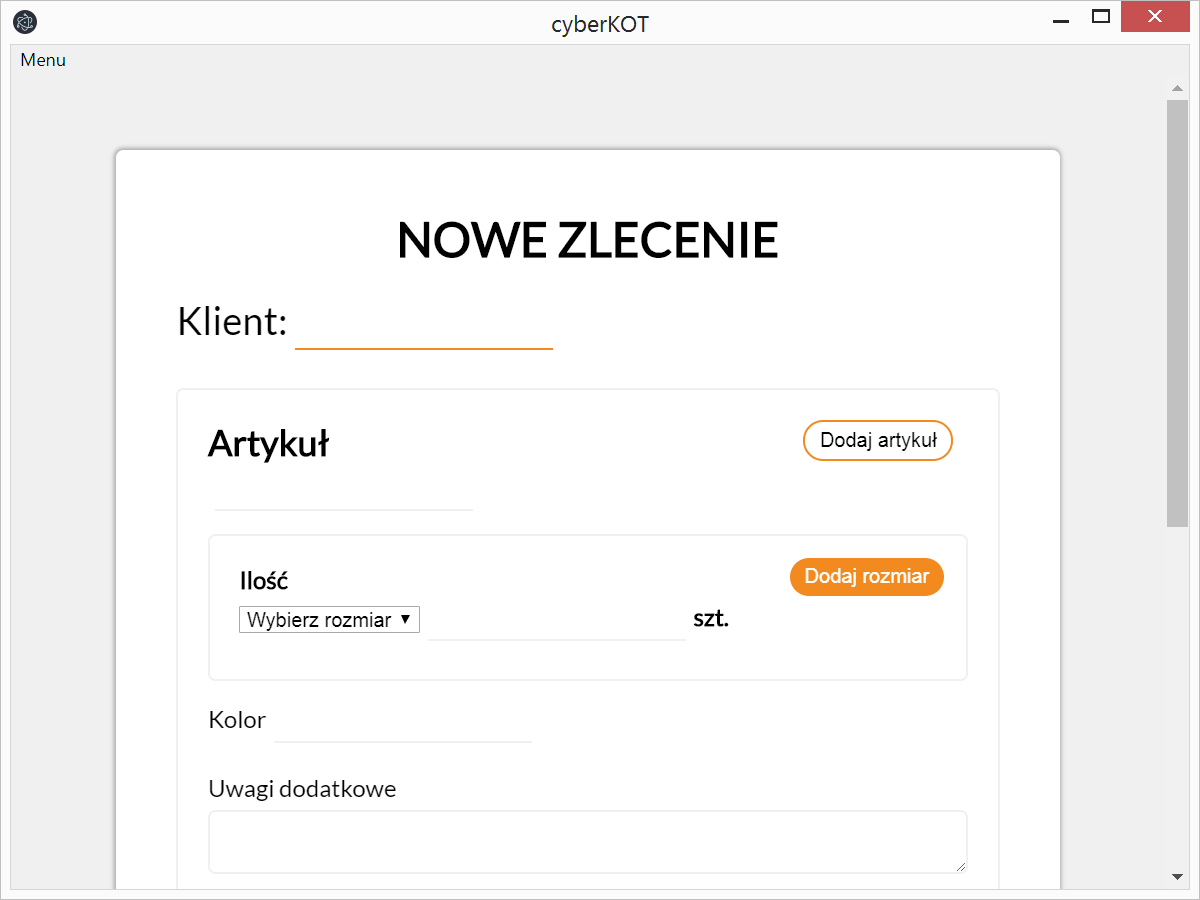 cyberKOT
Menu
NOWE ZLECENIE
Klient:
Artykuł
Dodaj artykuł
Ilość
Dodaj rozmiar
Wybierz rozmiar
szt.
Kolor
Uwagi dodatkowe